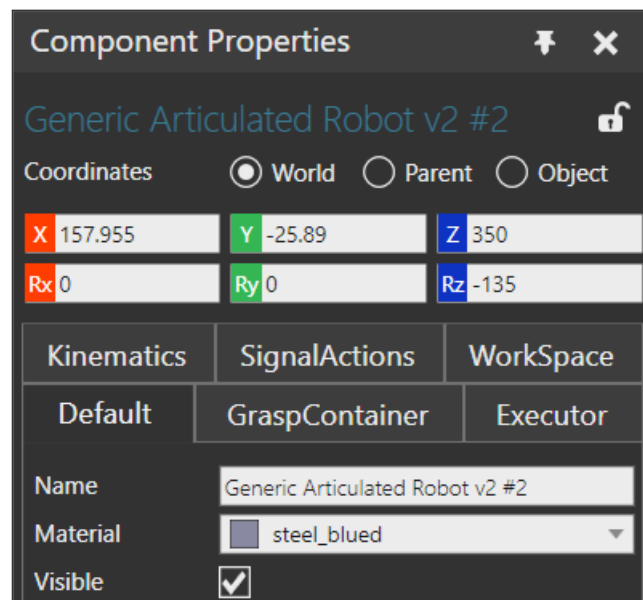 Component Properties
Generic Articulated Robot v2 #2
Coordinates World Parent Object
X 157.955 Y -25.89 Z 350
Rx 0 Ry 0 Rz -135
Kinematics SignalActions WorkSpace
Default GraspContainer Executor
Name Generic Articulated Robot v2 #2
Material steel_blued
Visible